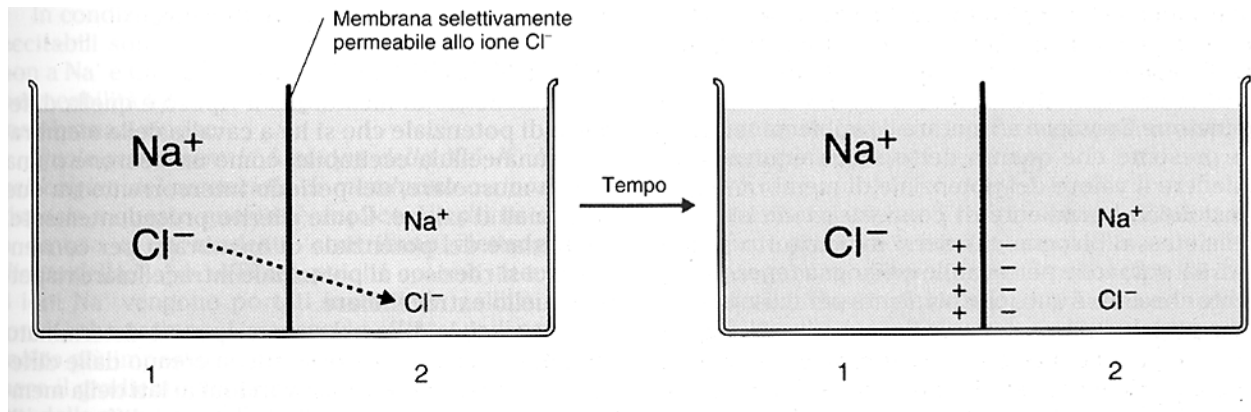 Membrana selettivamente
permeabile allo ione Cl⁻
Na⁺
Cl⁻
Na⁺
Cl⁻
1
2
Tempo
Na⁺
Cl⁻
+
+
+
+
−
−
−
Na⁺
Cl⁻
1
2